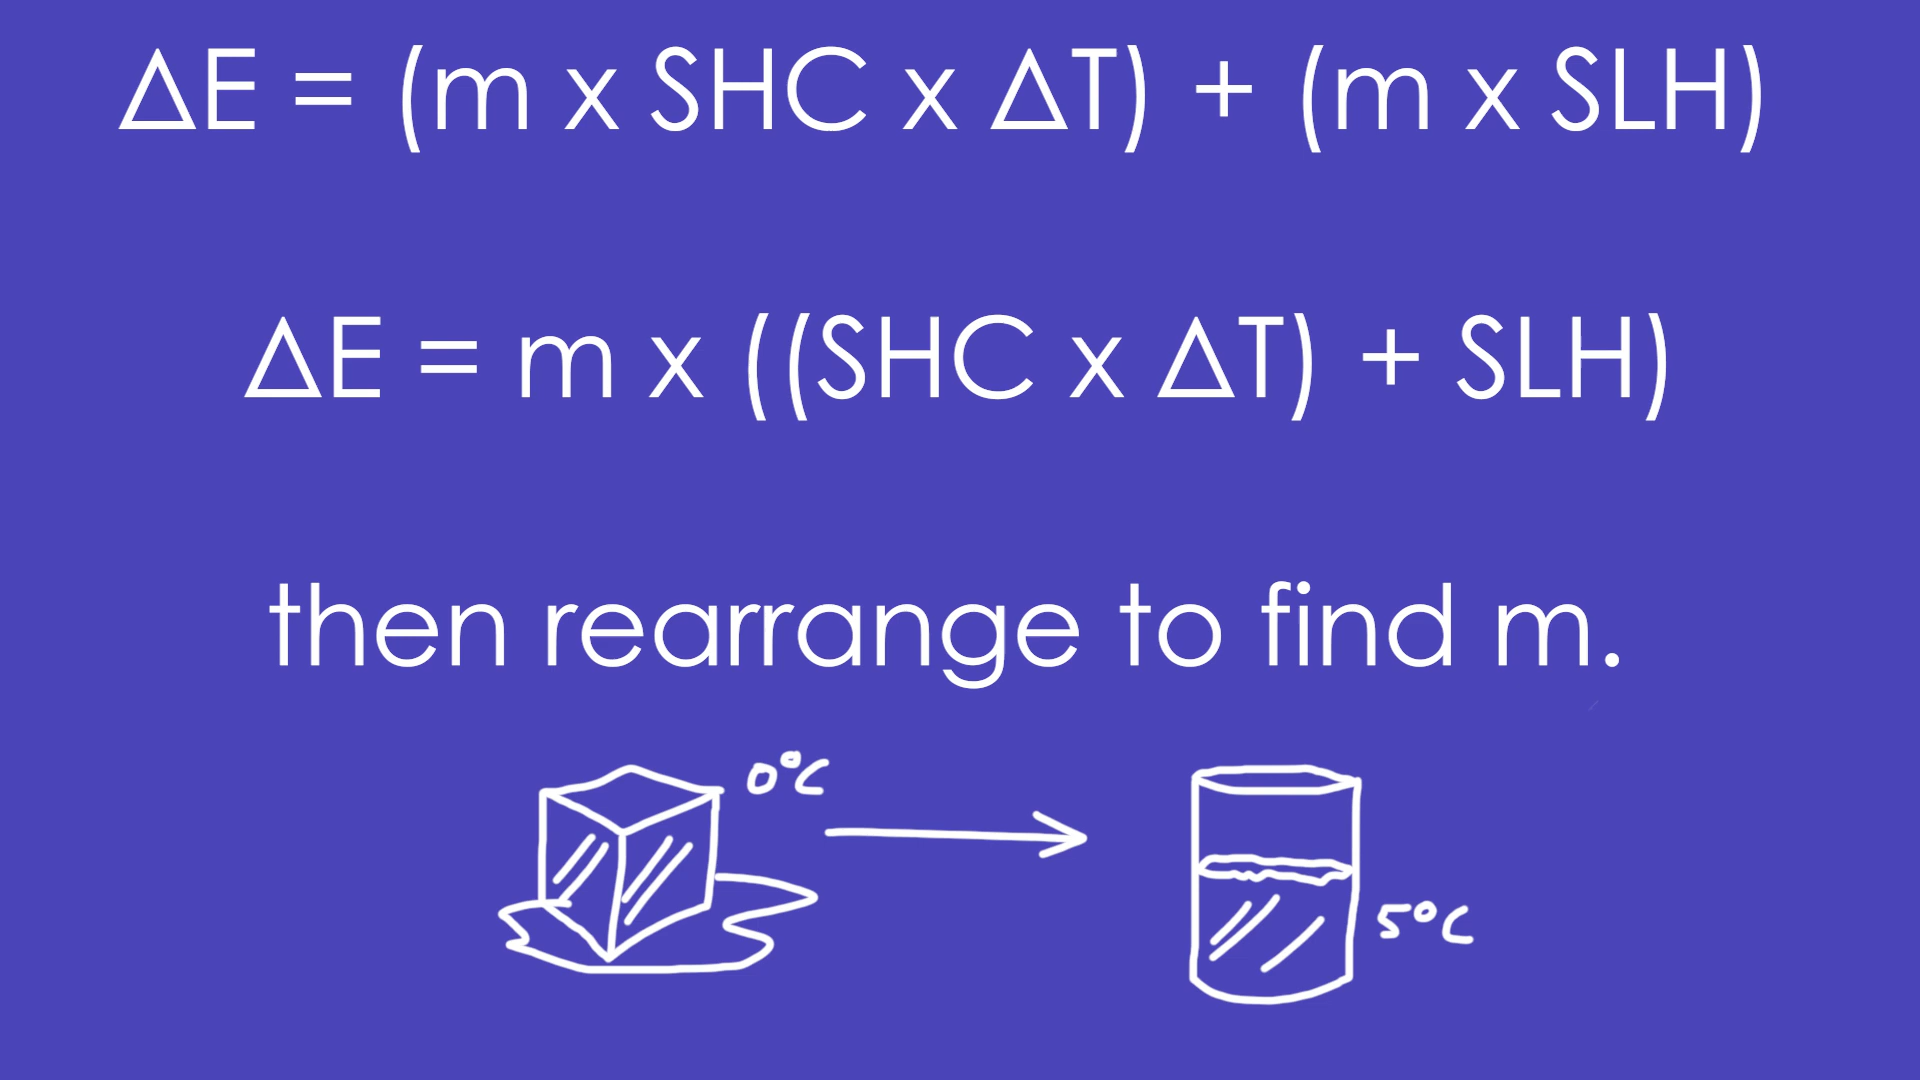 ΔE = (m x SHC x ΔT) + (m x SLH)
ΔE = m x ((SHC x ΔT) + SLH)
then rearrange to find m.
0°C
5°C